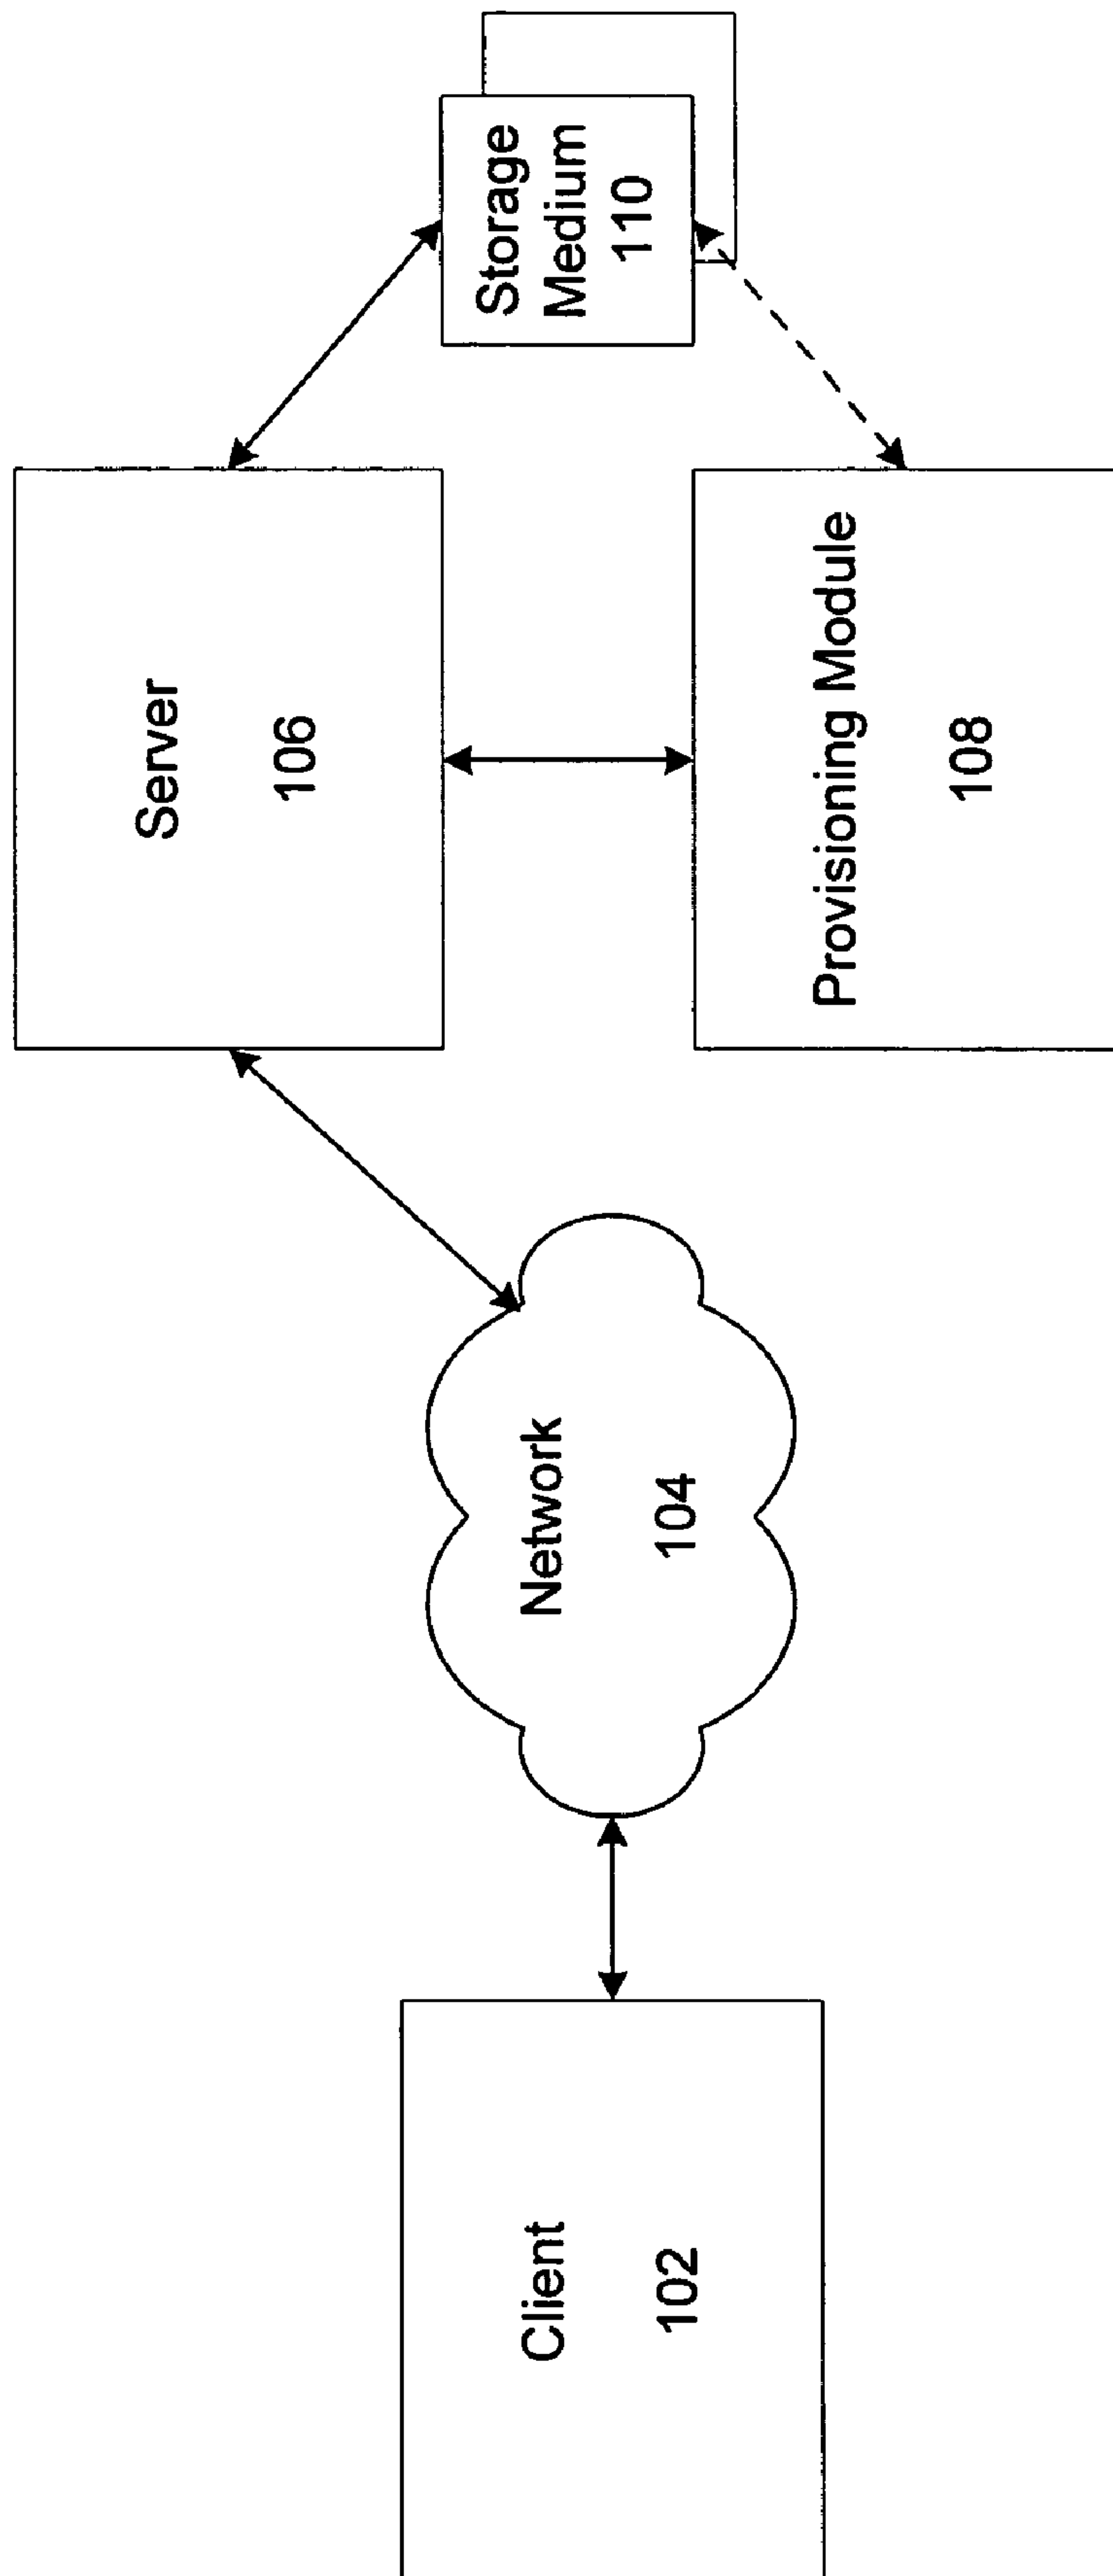 Client
102
Network
104
Server
106
Provisioning Module
108
Storage
Medium
110